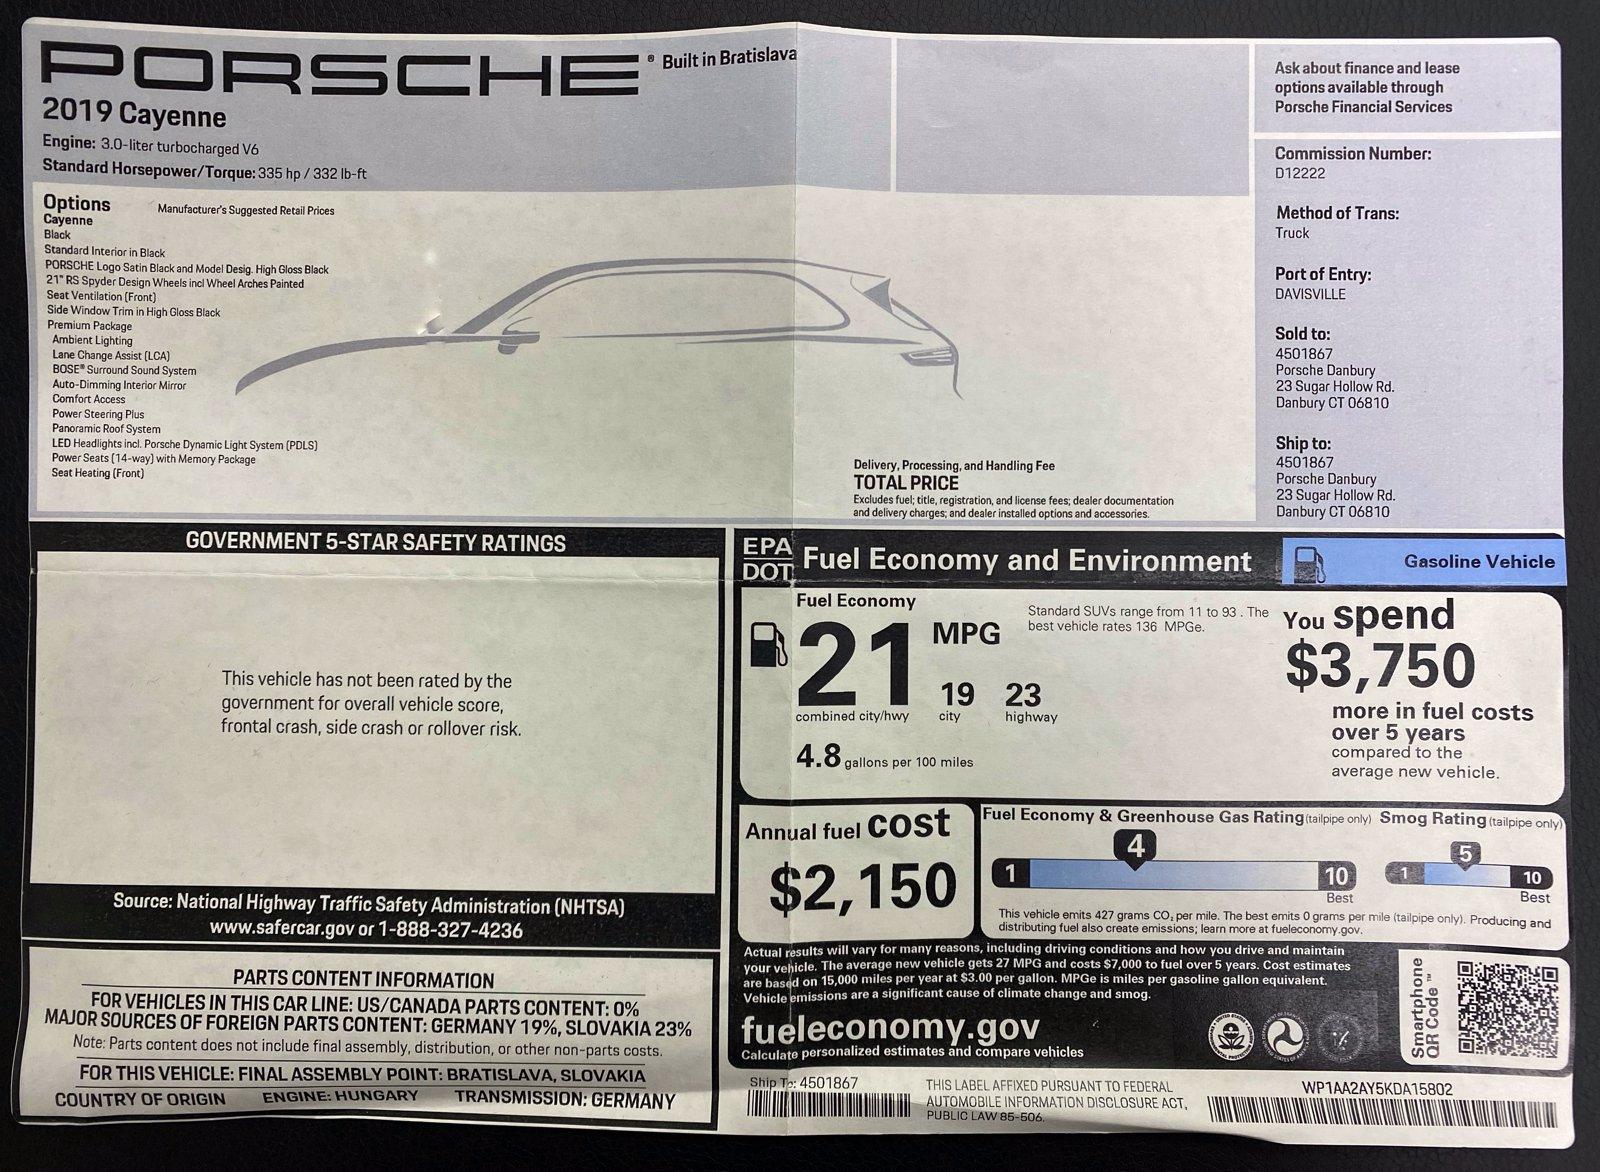 PORSCHE® Built in Bratislava
2019 Cayenne
Engine: 3.0-liter turbocharged V6
Standard Horsepower/Torque: 335 hp / 332 lb-ft
Options Manufacturer's Suggested Retail Prices
Cayenne
Black
Standard Interior in Black
PORSCHE Logo Satin Black and Model Desig. High Gloss Black
21" RS Spyder Design Wheels incl Wheel Arches Painted
Seat Ventilation (Front)
Side Window Trim in High Gloss Black
Premium Package
Ambient Lighting
Lane Change Assist (LCA)
BOSE® Surround Sound System
Auto-Dimming Interior Mirror
Comfort Access
Power Steering Plus
Panoramic Roof System
LED Headlights incl. Porsche Dynamic Light System (PDLS)
Power Seats (14-way) with Memory Package
Seat Heating (Front)
Delivery, Processing, and Handling Fee
TOTAL PRICE
Excludes fuel; title, registration, and license fees; dealer documentation
and delivery charges; and dealer installed options and accessories.
Ask about finance and lease
options available through
Porsche Financial Services
Commission Number:
D12222
Method of Trans:
Truck
Port of Entry:
DAVISVILLE
Sold to:
4501867
Porsche Danbury
23 Sugar Hollow Rd.
Danbury CT 06810
Ship to:
4501867
Porsche Danbury
23 Sugar Hollow Rd.
Danbury CT 06810
GOVERNMENT 5-STAR SAFETY RATINGS
This vehicle has not been rated by the
government for overall vehicle score,
frontal crash, side crash or rollover risk.
Source: National Highway Traffic Safety Administration (NHTSA)
www.safercar.gov or 1-888-327-4236
PARTS CONTENT INFORMATION
FOR VEHICLES IN THIS CAR LINE: US/CANADA PARTS CONTENT: 0%
MAJOR SOURCES OF FOREIGN PARTS CONTENT: GERMANY 19%, SLOVAKIA 23%
Note: Parts content does not include final assembly, distribution, or other non-parts costs.
FOR THIS VEHICLE: FINAL ASSEMBLY POINT: BRATISLAVA, SLOVAKIA
COUNTRY OF ORIGIN ENGINE: HUNGARY TRANSMISSION: GERMANY
EPA
DOT
Fuel Economy and Environment
Gasoline Vehicle
Fuel Economy
21 MPG
combined city/hwy
19
city
23
highway
4.8 gallons per 100 miles
Standard SUVs range from 11 to 93 . The
best vehicle rates 136 MPGe.
You spend
$3,750
more in fuel costs
over 5 years
compared to the
average new vehicle.
Annual fuel cost
$2,150
Fuel Economy & Greenhouse Gas Rating (tailpipe only)
1 4 10
Best
Smog Rating (tailpipe only)
1 5 10
Best
This vehicle emits 427 grams CO₂ per mile. The best emits 0 grams per mile (tailpipe only). Producing and
distributing fuel also create emissions; learn more at fueleconomy.gov.
Actual results will vary for many reasons, including driving conditions and how you drive and maintain
your vehicle. The average new vehicle gets 27 MPG and costs $7,000 to fuel over 5 years. Cost estimates
are based on 15,000 miles per year at $3.00 per gallon. MPGe is miles per gasoline gallon equivalent.
Vehicle emissions are a significant cause of climate change and smog.
fueleconomy.gov
Calculate personalized estimates and compare vehicles
Smartphone
QR Code™
Ship To: 4501867
THIS LABEL AFFIXED PURSUANT TO FEDERAL
AUTOMOBILE INFORMATION DISCLOSURE ACT,
PUBLIC LAW 85-506.
WP1AA2AY5KDA15802